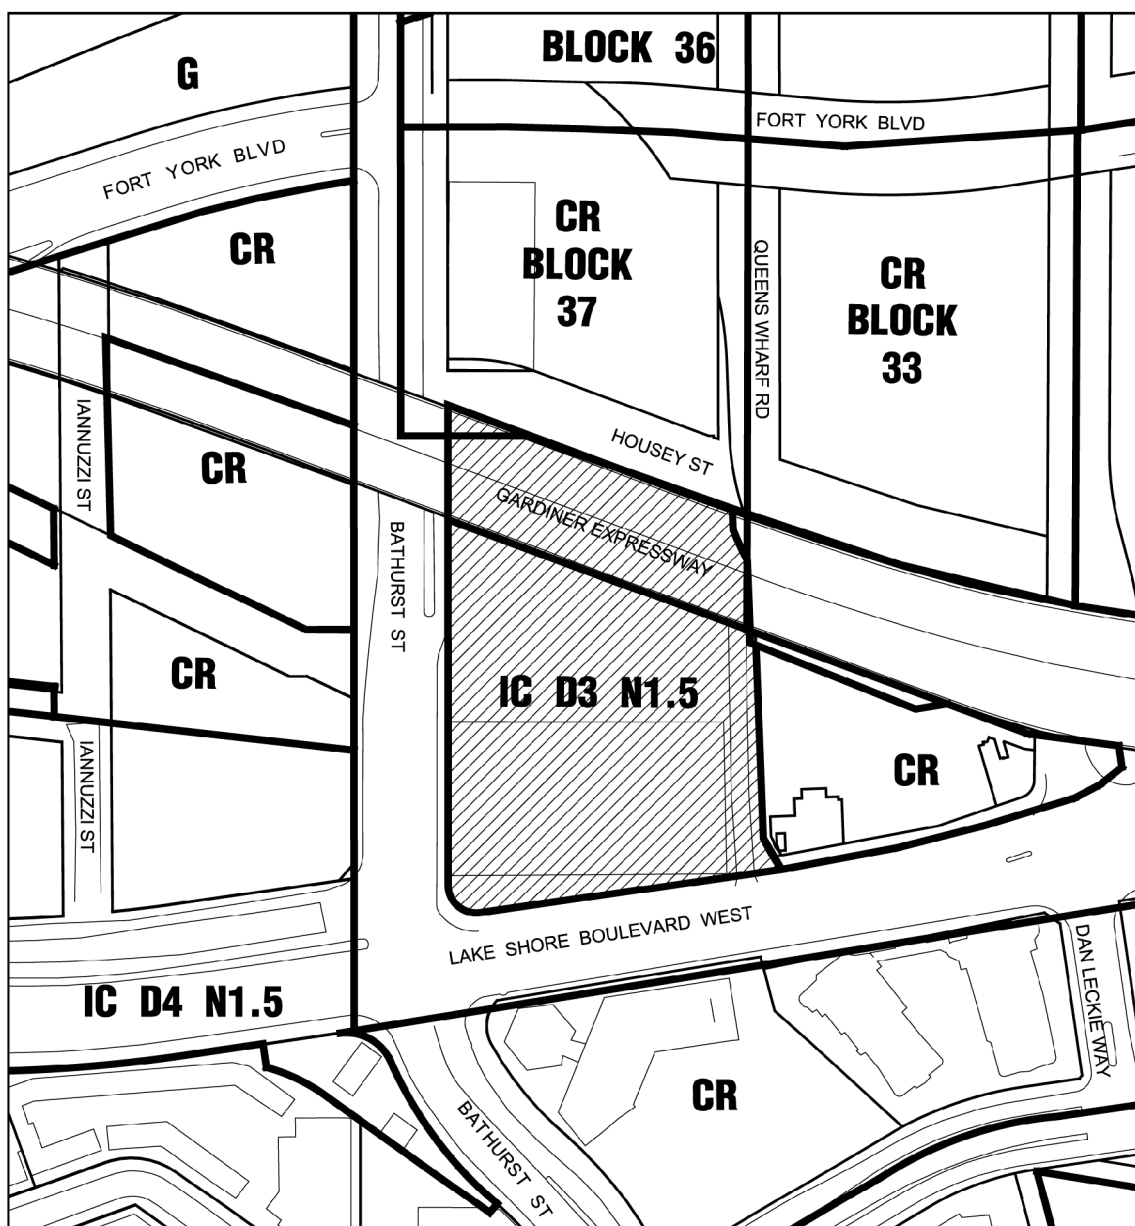 BLOCK 36
G
FORT YORK BLVD
FORT YORK BLVD
CR
CR
BLOCK
37
CR
BLOCK
33
QUEENS WHARF RD
IANNUZZI ST
HOUSEY ST
CR
GARDINER EXPRESSWAY
BATHURST ST
CR
IC D3 N1.5
IANNUZZI ST
CR
LAKE SHORE BOULEVARD WEST
DAN LECKIE WAY
IC D4 N1.5
CR
BATHURST ST